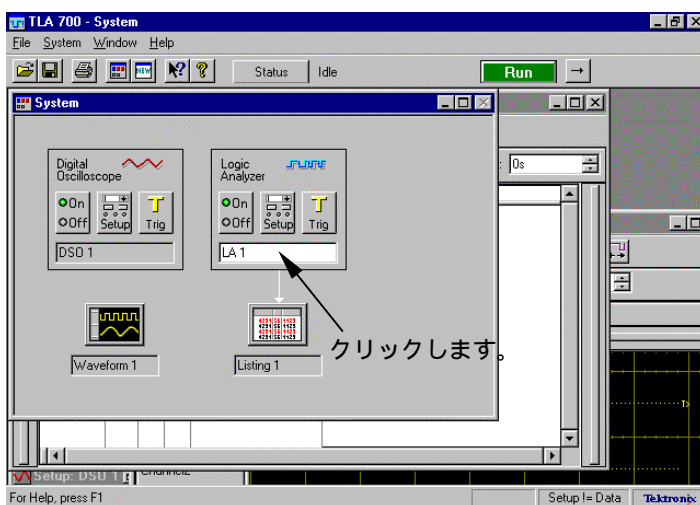 TLA 700 - System
File System Window Help
Status Idle Run
System
Digital Oscilloscope
On
Off
Setup
Trig
DSO 1
Logic Analyzer
On
Off
Setup
Trig
LA 1
0s
クリックします。
Waveform 1
Listing 1
Setup: DSO 1
For Help, press F1
Setup != Data
Tektronix